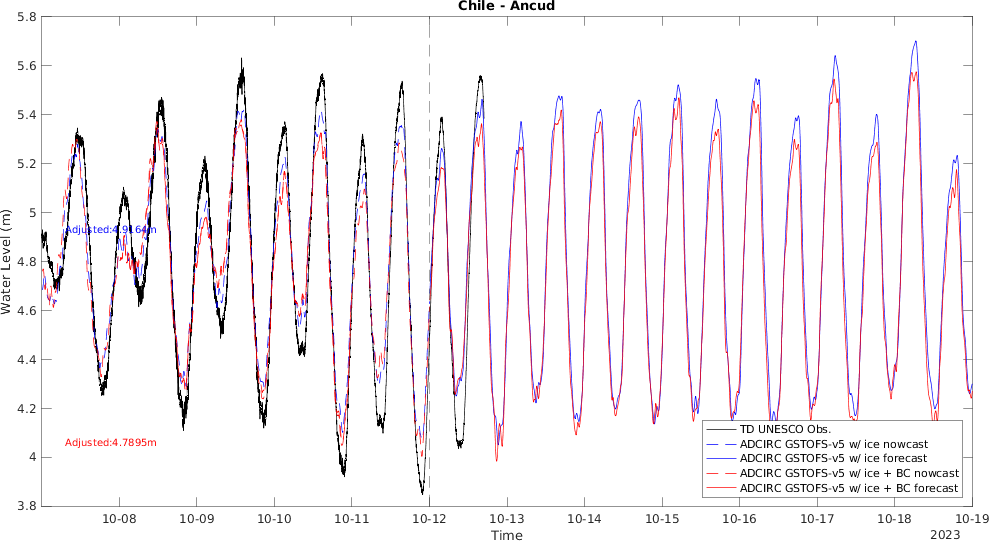 Chile - Ancud
5.8
5.6
5.4
5.2
5
4.8
4.6
4.4
4.2
4
3.8
Water Level (m)
Adjusted:4.9164m
Adjusted:4.7895m
TD UNESCO Obs.
ADCIRC GSTOFS-v5 w/ ice nowcast
ADCIRC GSTOFS-v5 w/ ice forecast
ADCIRC GSTOFS-v5 w/ ice + BC nowcast
ADCIRC GSTOFS-v5 w/ ice + BC forecast
10-08 10-09 10-10 10-11 10-12 10-13 10-14 10-15 10-16 10-17 10-18 10-19
Time
2023